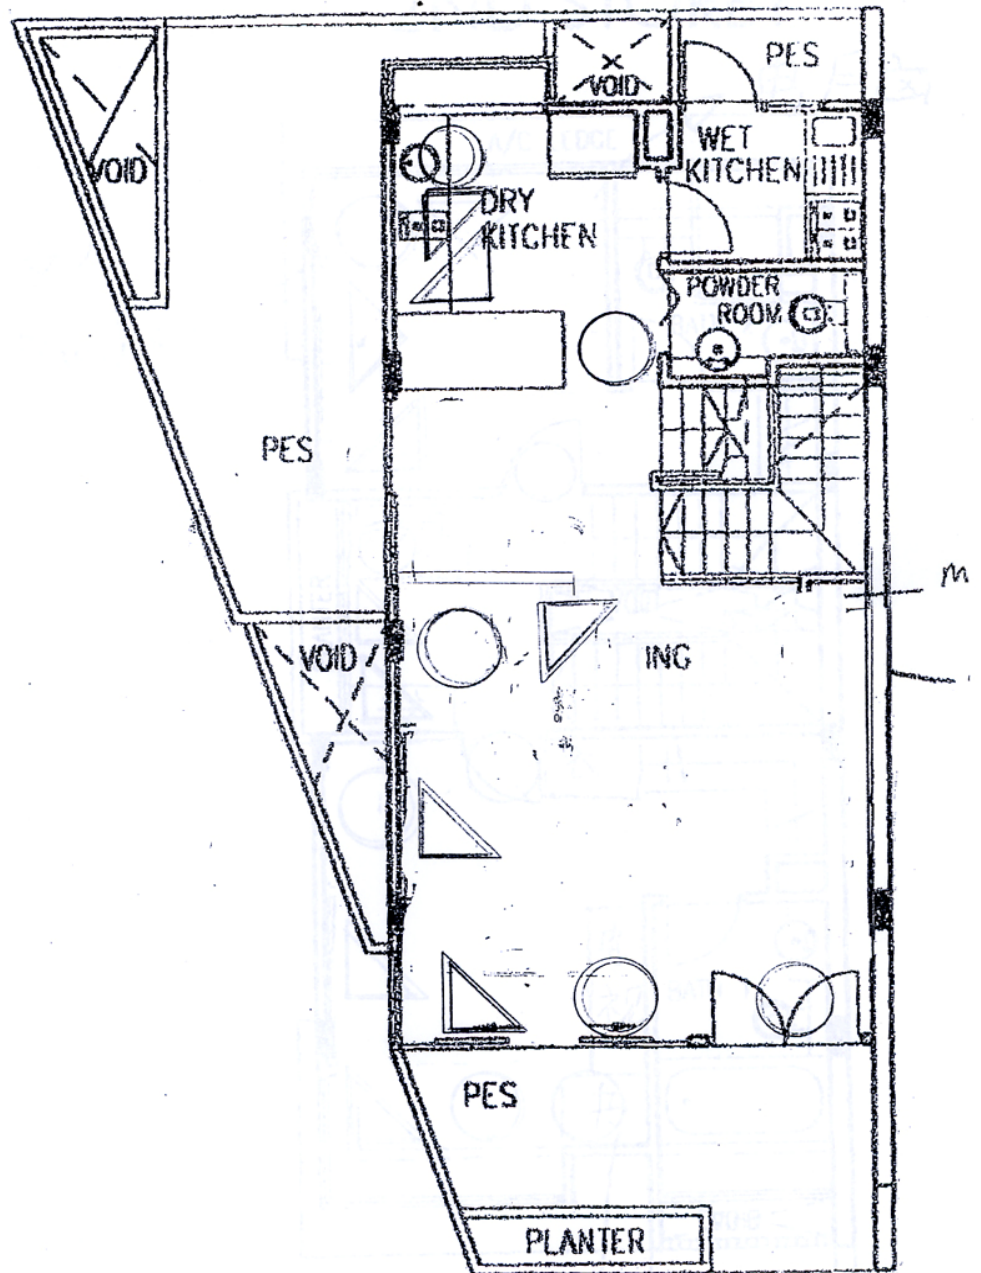 PES
VOID
WET
KITCHEN
VOID
DRY
KITCHEN
POWDER
ROOM
PES
M
VOID
ING
PES
PLANTER